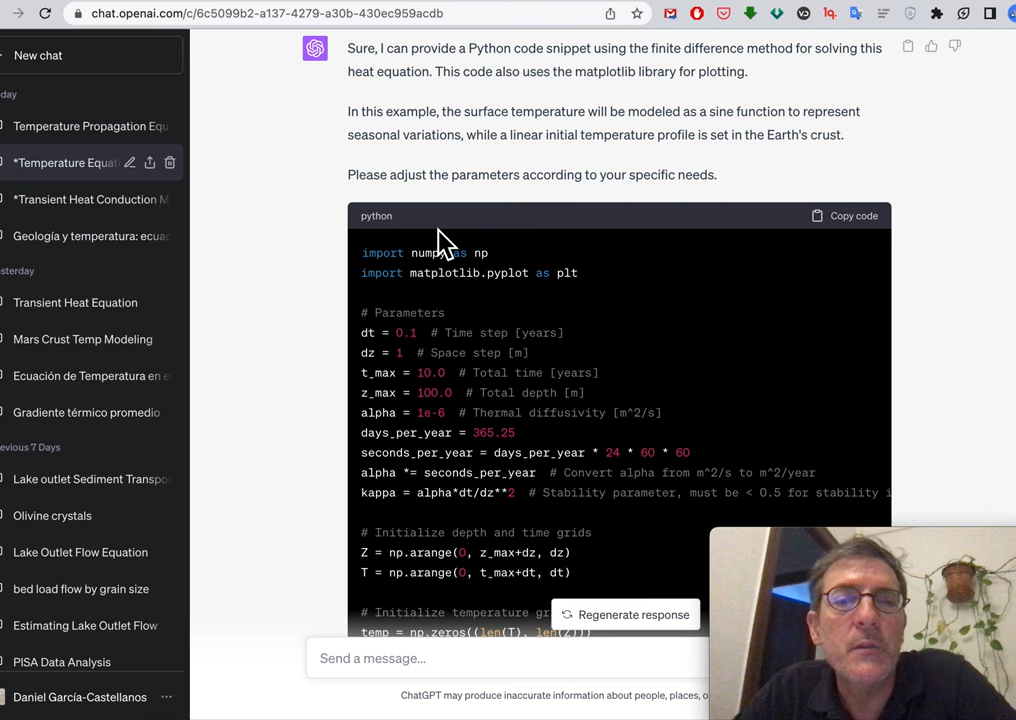 chat.openai.com/c/6c5099b2-a137-4279-a30b-430ec959acdb
New chat
day
Temperature Propagation Equ
*Temperature Equati
*Transient Heat Conduction M
Geología y temperatura: ecuac
esterday
Transient Heat Equation
Mars Crust Temp Modeling
Ecuación de Temperatura en e
Gradiente térmico promedio
evious 7 Days
Lake outlet Sediment Transpo
Olivine crystals
Lake Outlet Flow Equation
bed load flow by grain size
Estimating Lake Outlet Flow
PISA Data Analysis
Daniel García-Castellanos
Sure, I can provide a Python code snippet using the finite difference method for solving this
heat equation. This code also uses the matplotlib library for plotting.
In this example, the surface temperature will be modeled as a sine function to represent
seasonal variations, while a linear initial temperature profile is set in the Earth's crust.
Please adjust the parameters according to your specific needs.
python Copy code
import numpy as np
import matplotlib.pyplot as plt
# Parameters
dt = 0.1 # Time step [years]
dz = 1 # Space step [m]
t_max = 10.0 # Total time [years]
z_max = 100.0 # Total depth [m]
alpha = 1e-6 # Thermal diffusivity [m^2/s]
days_per_year = 365.25
seconds_per_year = days_per_year * 24 * 60 * 60
alpha *= seconds_per_year # Convert alpha from m^2/s to m^2/year
kappa = alpha*dt/dz**2 # Stability parameter, must be < 0.5 for stability i
# Initialize depth and time grids
Z = np.arange(0, z_max+dz, dz)
T = np.arange(0, t_max+dt, dt)
# Initialize temperature gr
temp = np.zeros((len(T), len(Z)))
Regenerate response
Send a message...
ChatGPT may produce inaccurate information about people, places, o